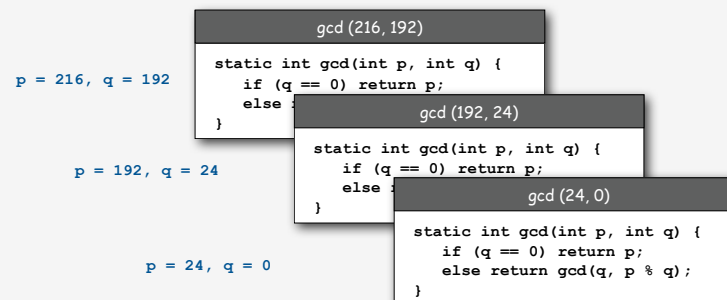 gcd (216, 192)
p = 216, q = 192
static int gcd(int p, int q) {
if (q == 0) return p;
else
}
gcd (192, 24)
p = 192, q = 24
static int gcd(int p, int q) {
if (q == 0) return p;
else
}
gcd (24, 0)
p = 24, q = 0
static int gcd(int p, int q) {
if (q == 0) return p;
else return gcd(q, p % q);
}